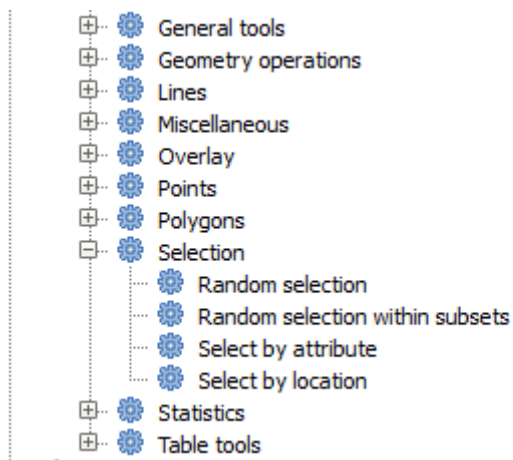 General tools
Geometry operations
Lines
Miscellaneous
Overlay
Points
Polygons
Selection
Random selection
Random selection within subsets
Select by attribute
Select by location
Statistics
Table tools